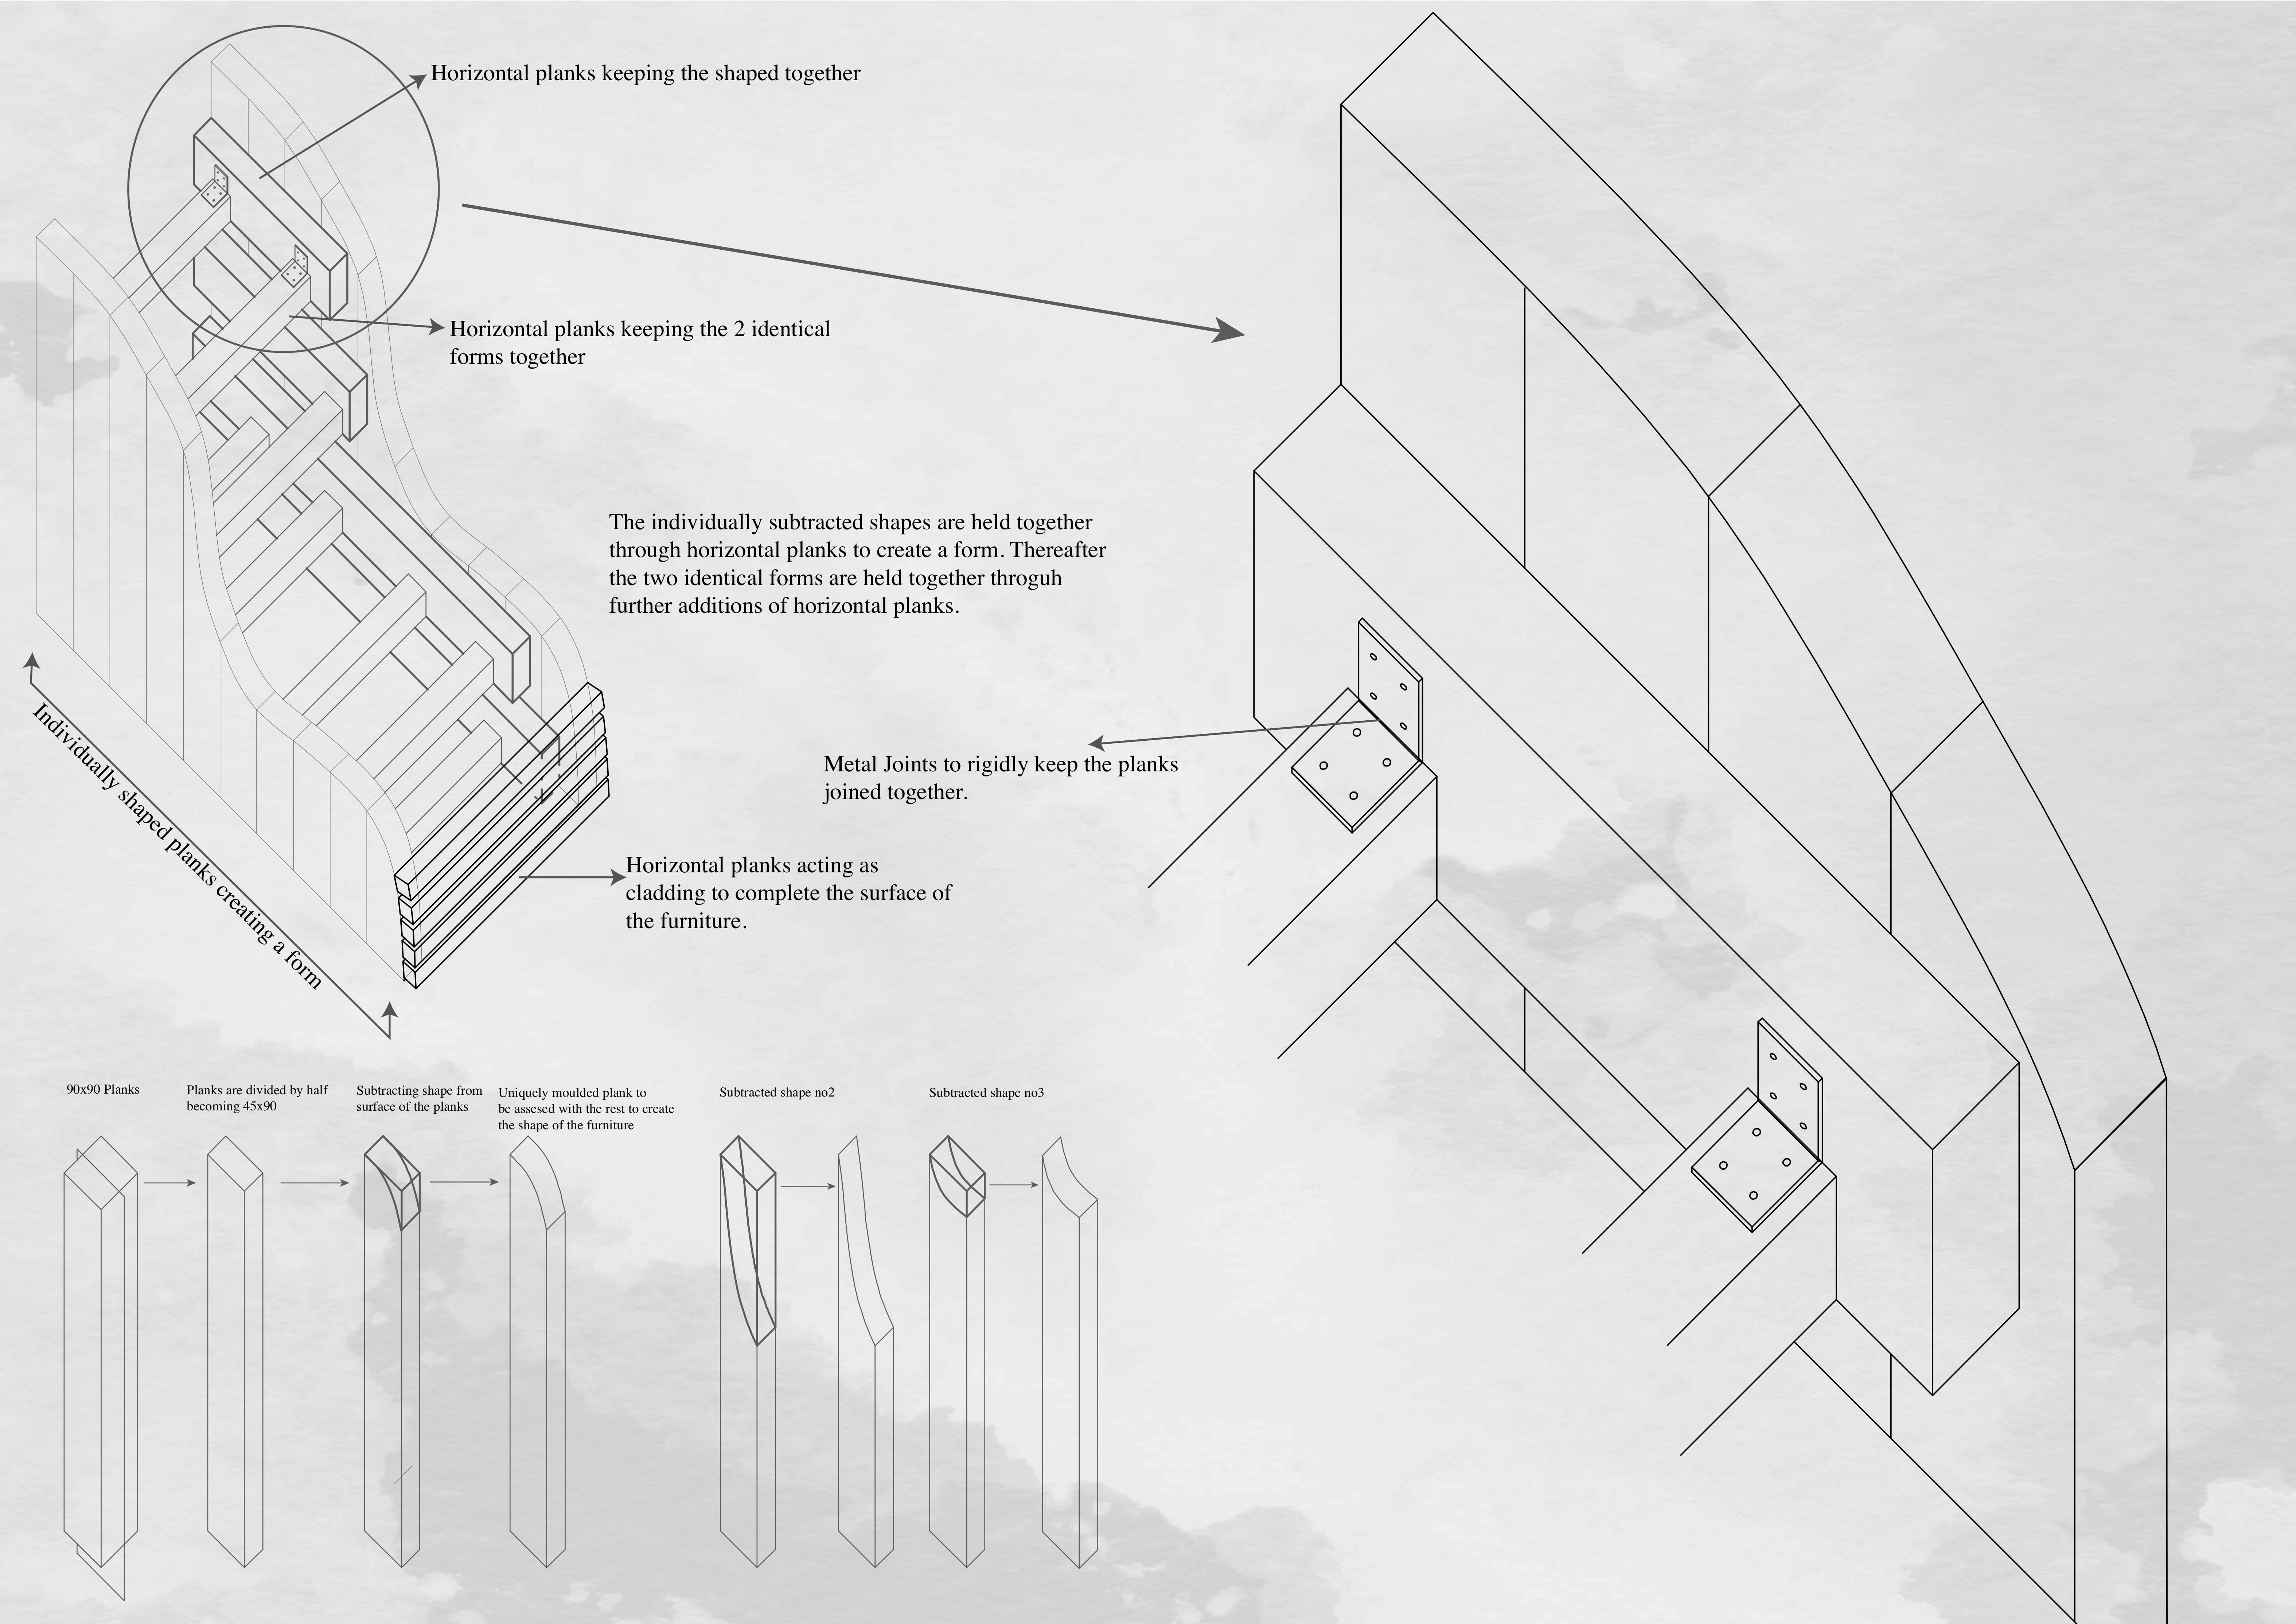 Horizontal planks keeping the shaped together
Horizontal planks keeping the 2 identical
forms together
The individually subtracted shapes are held together
through horizontal planks to create a form. Thereafter
the two identical forms are held together throguh
further additions of horizontal planks.
Metal Joints to rigidly keep the planks
joined together.
Horizontal planks acting as
cladding to complete the surface of
the furniture.
Individually shaped planks creating a form
90x90 Planks
Planks are divided by half
becoming 45x90
Subtracting shape from
surface of the planks
Uniquely moulded plank to
be assesed with the rest to create
the shape of the furniture
Subtracted shape no2
Subtracted shape no3